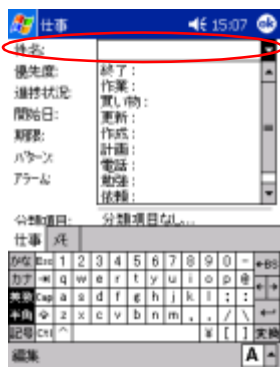 仕事 15:07 ok
件名:
優先度: 終了:
進捗状況: 作業:
買い物:
開始日: 更新:
期限: 作成:
計画:
パターン: 電話:
アラーム: 勉強:
依頼:
分類項目: 分類項目なし...
仕事 メモ
かな Esc 1 2 3 4 5 6 7 8 9 0 - ←BS
カナ q w e r t y u i o p @
英数 Cap a s d f g h j k l ; :
半角 z x c v b n m , . / \
記号 Ctl ^ ¥ [ ] 変換
編集 A